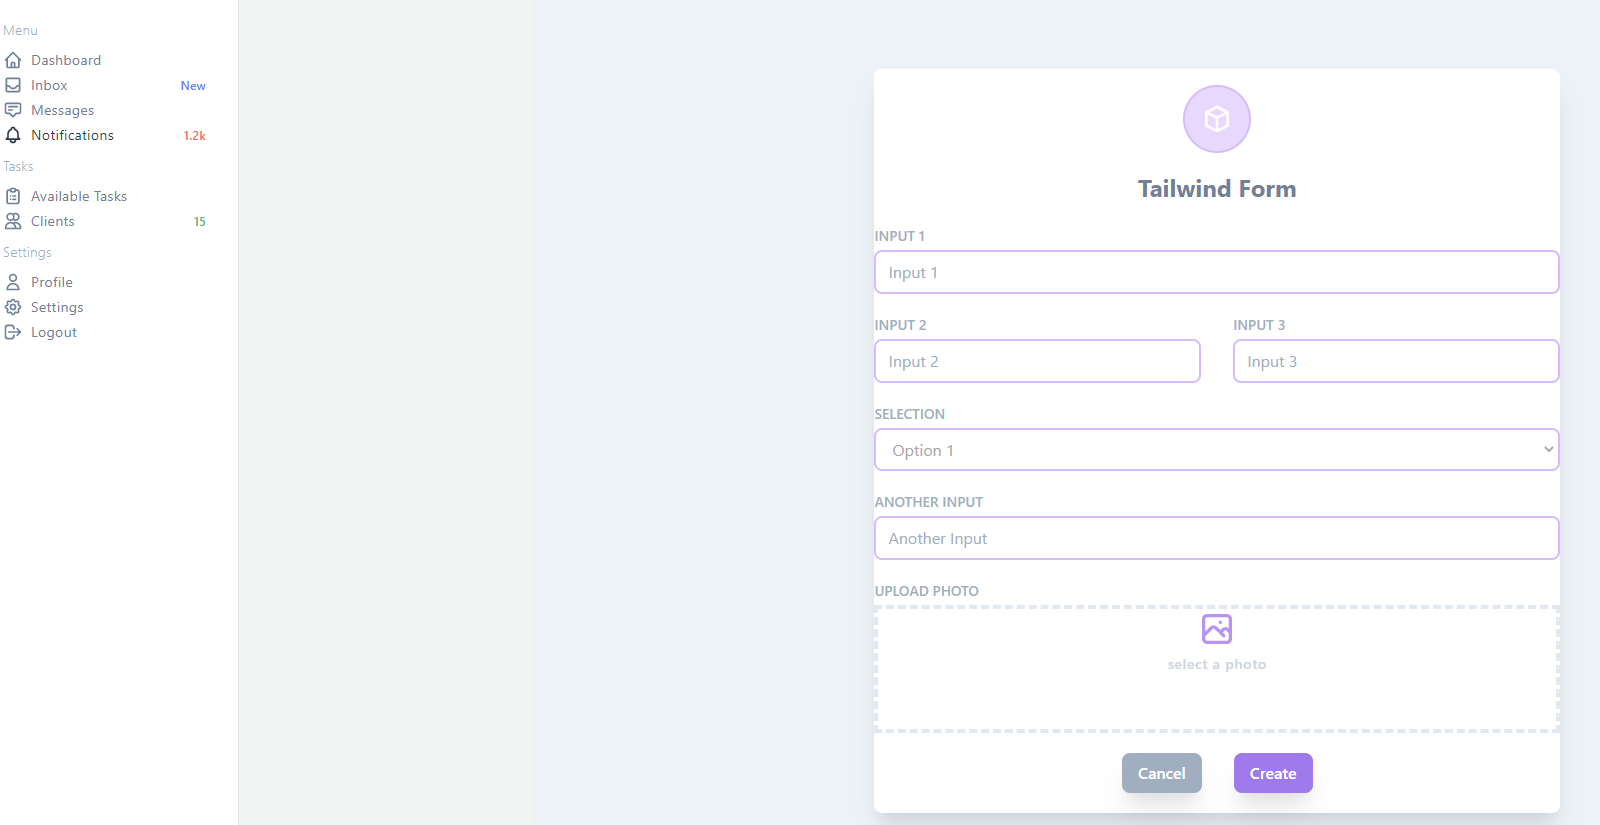 Menu
Dashboard
Inbox New
Messages
Notifications 1.2k
Tasks
Available Tasks
Clients 15
Settings
Profile
Settings
Logout
Tailwind Form
INPUT 1
Input 1
INPUT 2 INPUT 3
Input 2 Input 3
SELECTION
Option 1
ANOTHER INPUT
Another Input
UPLOAD PHOTO
select a photo
Cancel Create